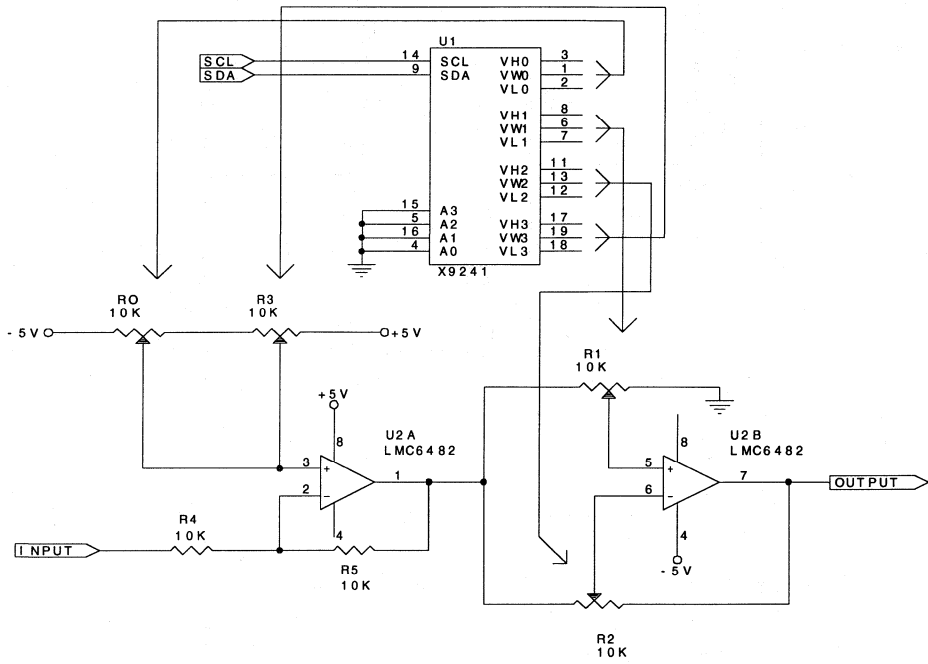 U1
SCL 14 SCL VH0 3
SDA 9 SDA VW0 1
VL0 2
VH1 8
VW1 6
VL1 7
VH2 11
VW2 13
VL2 12
15 A3
5 A2 VH3 17
16 A1 VW3 19
4 A0 VL3 18
X9241
R0 R3
10K 10K
-5V +5V
R1
10K
+5V
8 U2A
LMC6482
8 U2B
LMC6482
3 +
5 +
2 - 1
6 - 7 OUTPUT
R4
10K
4
4
INPUT
-5V
R5
10K
R2
10K